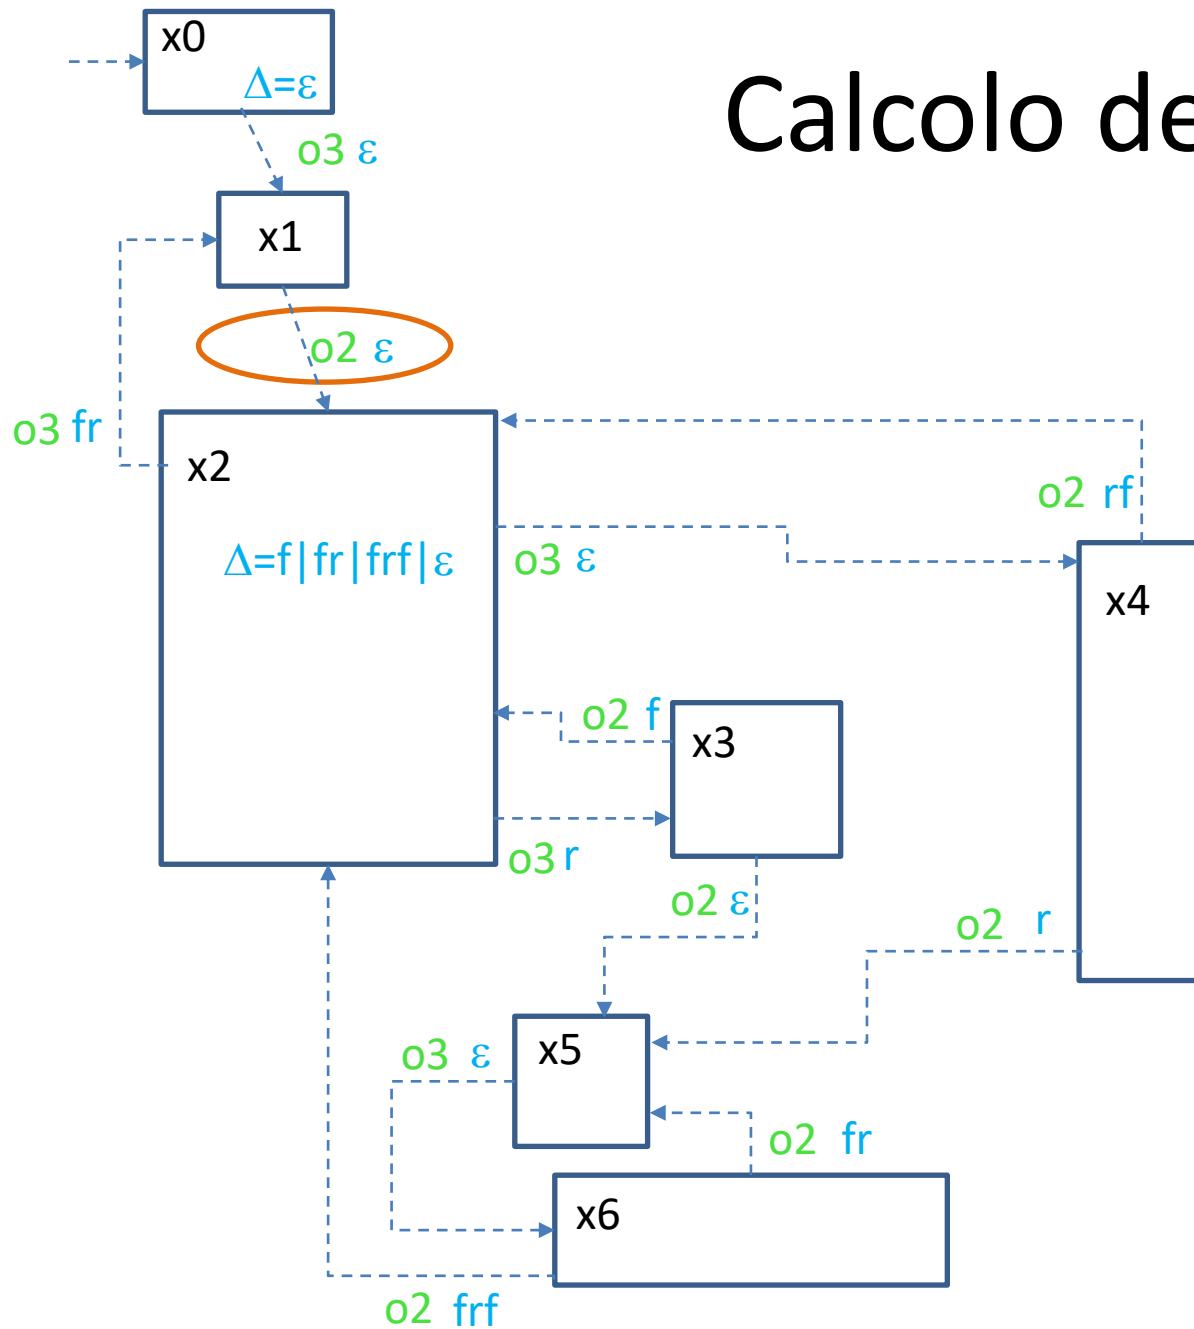 x0
Δ=ε
Calcolo de
o3 ε
x1
o2 ε
o3 fr
x2
o2 rf
Δ=f|fr|frf|ε
o3 ε
x4
o2 f
x3
o3 r
o2 ε
o2 r
o3 ε
x5
o2 fr
x6
o2 frf